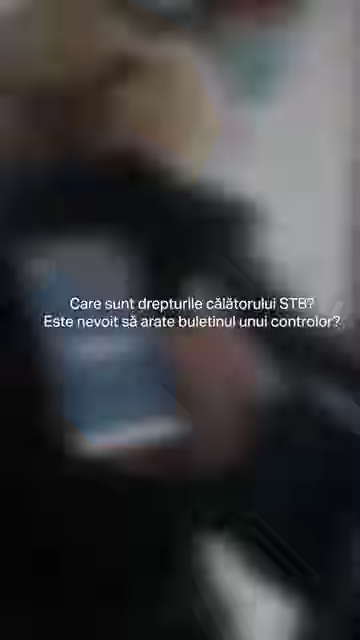 Care sunt drepturile călătorului STB?
Este nevoit să arate buletinul unui controlor?